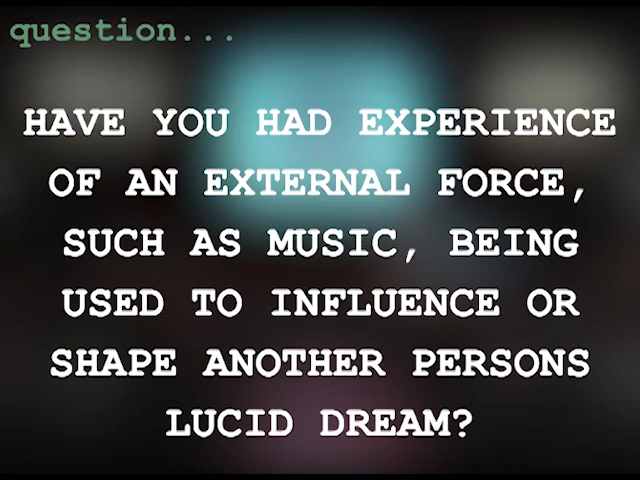 question...
HAVE YOU HAD EXPERIENCE
OF AN EXTERNAL FORCE,
SUCH AS MUSIC, BEING
USED TO INFLUENCE OR
SHAPE ANOTHER PERSONS
LUCID DREAM?